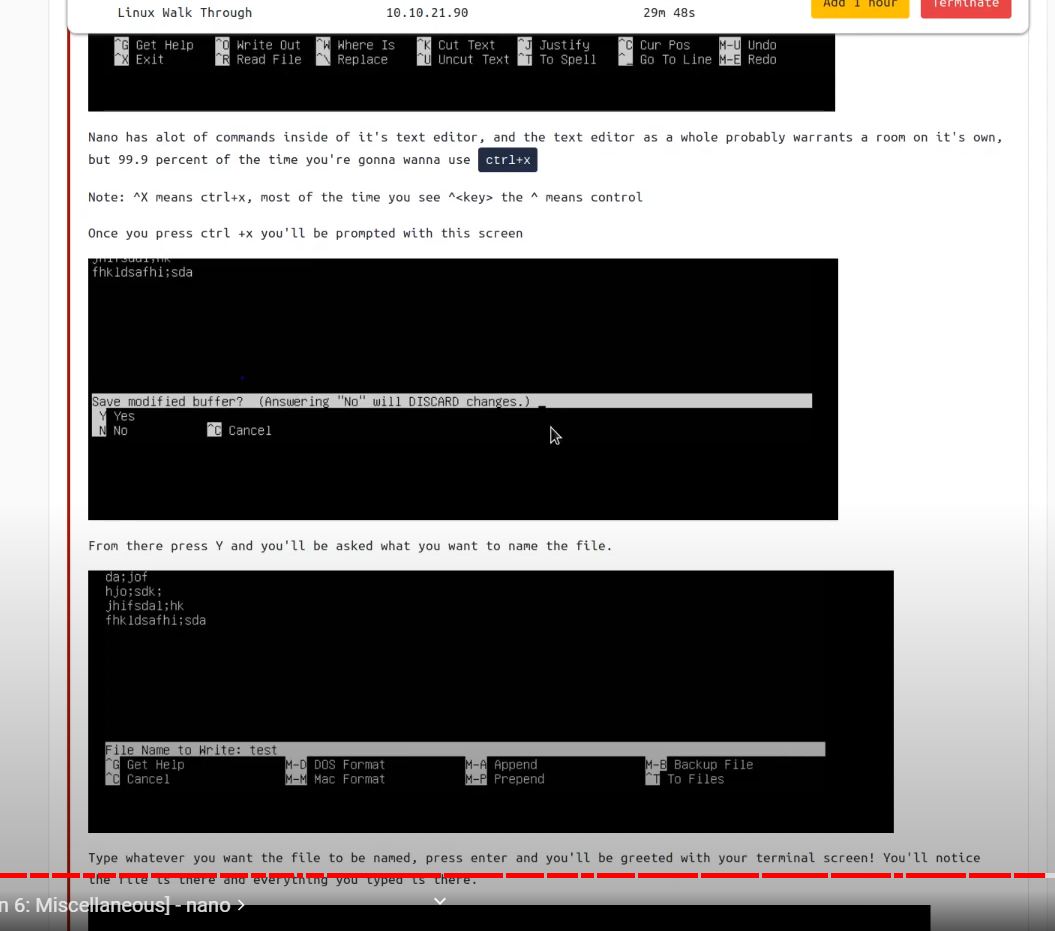 Linux Walk Through 10.10.21.90 29m 48s Add 1 hour Terminate
^G Get Help ^O Write Out ^W Where Is ^K Cut Text ^J Justify ^C Cur Pos M-U Undo
^X Exit ^R Read File ^\ Replace ^U Uncut Text ^T To Spell ^_ Go To Line M-E Redo
Nano has alot of commands inside of it's text editor, and the text editor as a whole probably warrants a room on it's own,
but 99.9 percent of the time you're gonna wanna use ctrl+x
Note: ^X means ctrl+x, most of the time you see ^<key> the ^ means control
Once you press ctrl +x you'll be prompted with this screen
jhifsdal;hk
fhkldsafhi;sda
Save modified buffer? (Answering "No" will DISCARD changes.) _
Y Yes
N No ^C Cancel
From there press Y and you'll be asked what you want to name the file.
da;jof
hjo;sdk;
jhifsdal;hk
fhkldsafhi;sda
File Name to Write: test
^G Get Help M-D DOS Format M-A Append M-B Backup File
^C Cancel M-M Mac Format M-P Prepend ^T To Files
Type whatever you want the file to be named, press enter and you'll be greeted with your terminal screen! You'll notice
the file is there and everything you typed is there.
n 6: Miscellaneous] - nano >